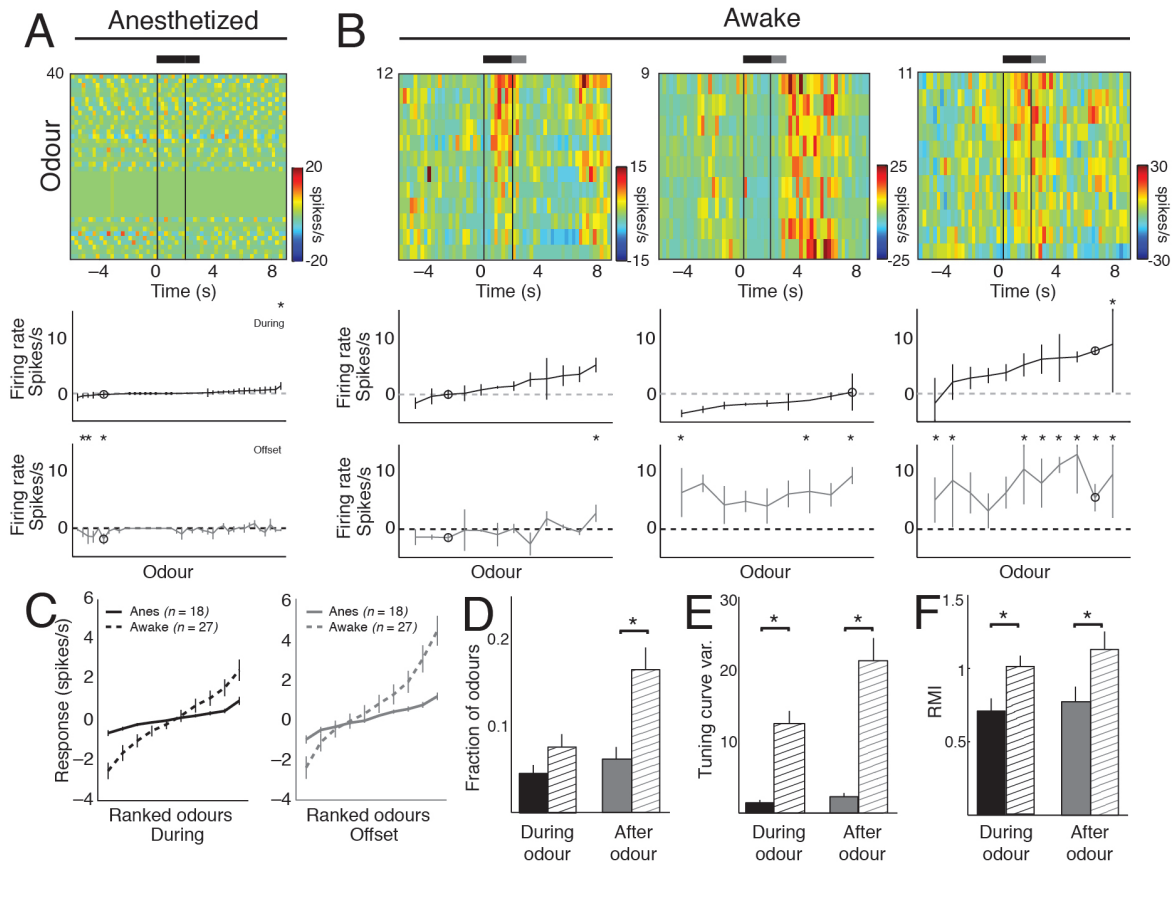 A
Anesthetized
B
Awake
40
Odour
20
spikes/s
-20
−4 0 4 8
Time (s)
12
15
spikes/s
-15
−4 0 4 8
Time (s)
9
25
spikes/s
-25
−4 0 4 8
Time (s)
11
30
spikes/s
-30
−4 0 4 8
Time (s)
Firing rate
Spikes/s
10
0
During
*
Firing rate
Spikes/s
10
0
10
0
10
0
*
Firing rate
Spikes/s
10
0
** *
Offset
Odour
Firing rate
Spikes/s
10
0
*
Odour
10
0
* * *
Odour
10
0
* * * * * * * *
Odour
C
Response (spikes/s)
6
4
2
0
−2
−4
Anes (n = 18)
Awake (n = 27)
Ranked odours
During
6
4
2
0
−2
−4
Anes (n = 18)
Awake (n = 27)
Ranked odours
Offset
D
Fraction of odours
0.2
0.1
*
During
odour
After
odour
E
Tuning curve var.
30
20
10
* *
During
odour
After
odour
F
RMI
1.5
1
0.5
* *
During
odour
After
odour